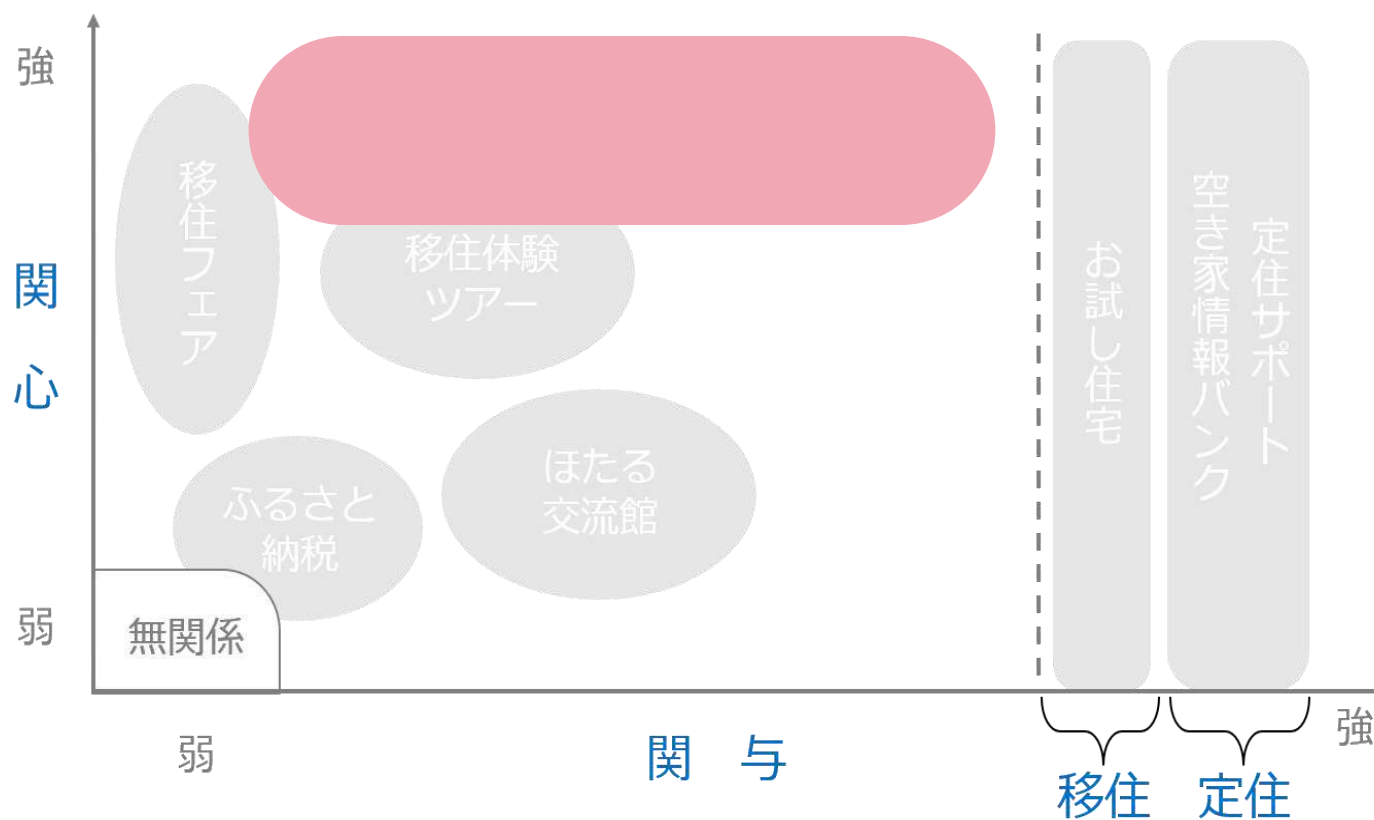 強
関
心
弱
移住フェア
移住体験
ツアー
ふるさと
納税
ほたる
交流館
無関係
お試し住宅
定住サポート
空き家情報バンク
弱
関 与
強
移住
定住